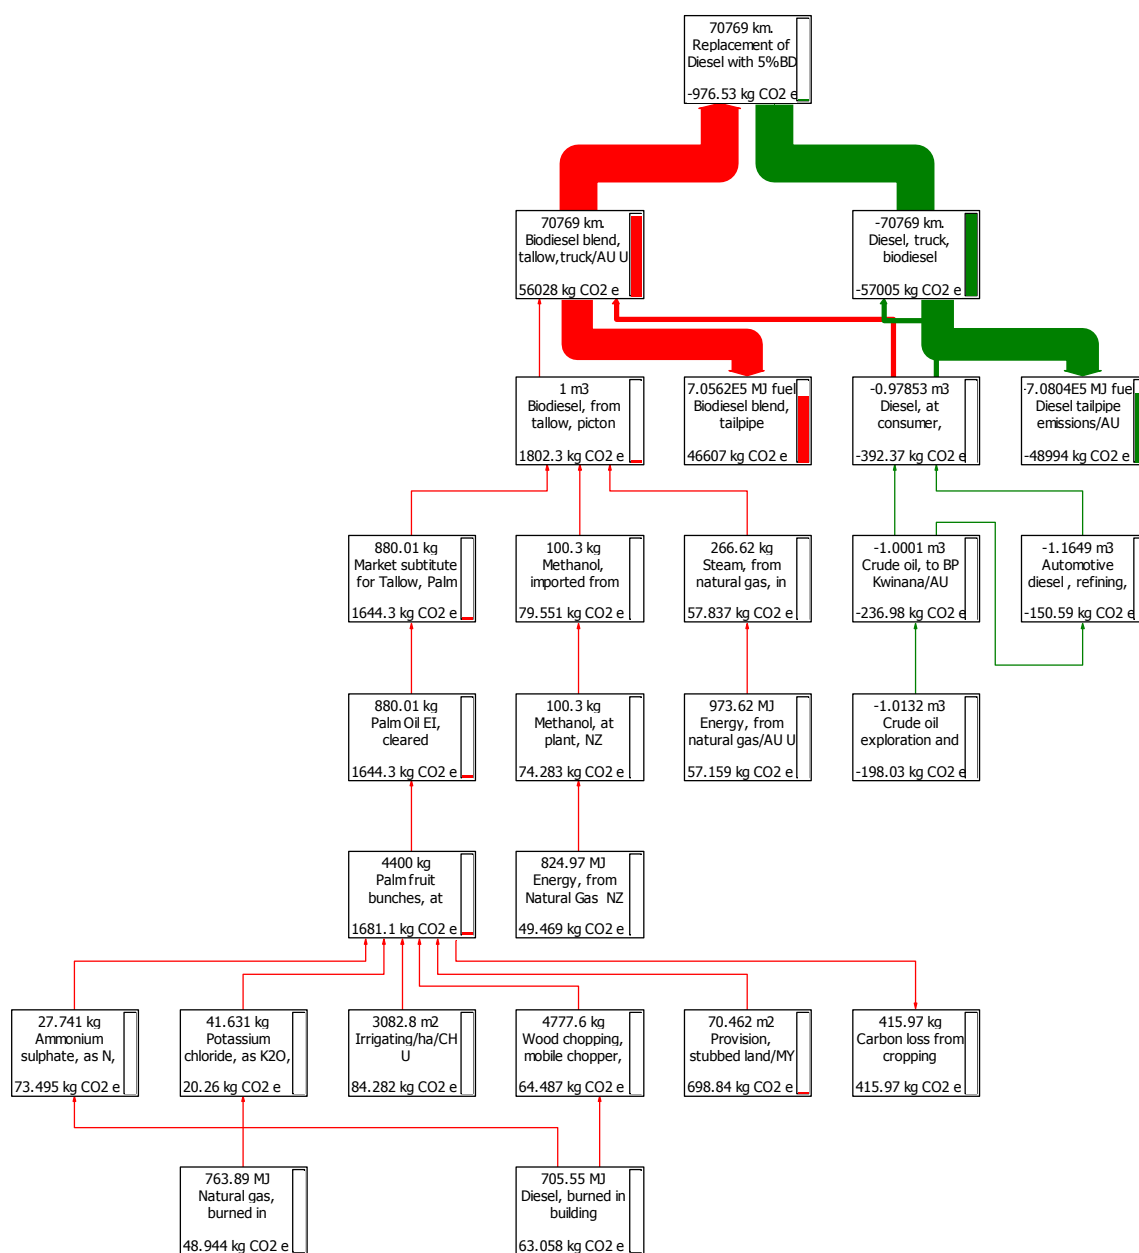 70769 km.
Replacement of
Diesel with 5%BD
-976.53 kg CO2 e
70769 km.
Biodiesel blend,
tallow,truck/AU U
56028 kg CO2 e
-70769 km.
Diesel, truck,
biodiesel
-57005 kg CO2 e
1 m3
Biodiesel, from
tallow, picton
1802.3 kg CO2 e
7.0562E5 MJ fuel
Biodiesel blend,
tailpipe
46607 kg CO2 e
-0.97853 m3
Diesel, at
consumer,
-392.37 kg CO2 e
-7.0804E5 MJ fuel
Diesel tailpipe
emissions/AU
-48994 kg CO2 e
880.01 kg
Market subtitute
for Tallow, Palm
1644.3 kg CO2 e
100.3 kg
Methanol,
imported from
79.551 kg CO2 e
266.62 kg
Steam, from
natural gas, in
57.837 kg CO2 e
-1.0001 m3
Crude oil, to BP
Kwinana/AU
-236.98 kg CO2 e
-1.1649 m3
Automotive
diesel , refining,
-150.59 kg CO2 e
880.01 kg
Palm Oil EI,
cleared
1644.3 kg CO2 e
100.3 kg
Methanol, at
plant, NZ
74.283 kg CO2 e
973.62 MJ
Energy, from
natural gas/AU U
57.159 kg CO2 e
-1.0132 m3
Crude oil
exploration and
-198.03 kg CO2 e
4400 kg
Palm fruit
bunches, at
1681.1 kg CO2 e
824.97 MJ
Energy, from
Natural Gas  NZ
49.469 kg CO2 e
27.741 kg
Ammonium
sulphate, as N,
73.495 kg CO2 e
41.631 kg
Potassium
chloride, as K2O,
20.26 kg CO2 e
3082.8 m2
Irrigating/ha/CH
U
84.282 kg CO2 e
4777.6 kg
Wood chopping,
mobile chopper,
64.487 kg CO2 e
70.462 m2
Provision,
stubbed land/MY
698.84 kg CO2 e
415.97 kg
Carbon loss from
cropping
415.97 kg CO2 e
763.89 MJ
Natural gas,
burned in
48.944 kg CO2 e
705.55 MJ
Diesel, burned in
building
63.058 kg CO2 e